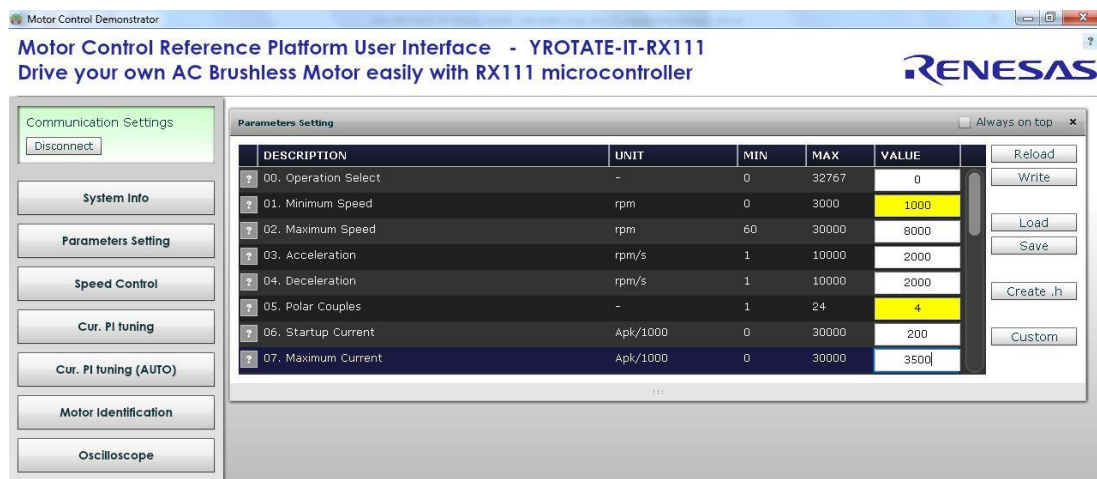 Motor Control Demonstrator
Motor Control Reference Platform User Interface - YROTATE-IT-RX111
Drive your own AC Brushless Motor easily with RX111 microcontroller
?
RENESAS
Communication Settings
Disconnect
System Info
Parameters Setting
Speed Control
Cur. PI tuning
Cur. PI tuning (AUTO)
Motor Identification
Oscilloscope
Parameters Setting Always on top x
DESCRIPTION UNIT MIN MAX VALUE
? 00. Operation Select - 0 32767 0
? 01. Minimum Speed rpm 0 3000 1000
? 02. Maximum Speed rpm 60 30000 8000
? 03. Acceleration rpm/s 1 10000 2000
? 04. Deceleration rpm/s 1 10000 2000
? 05. Polar Couples - 1 24 4
? 06. Startup Current Apk/1000 0 30000 200
? 07. Maximum Current Apk/1000 0 30000 3500
Reload
Write
Load
Save
Create .h
Custom